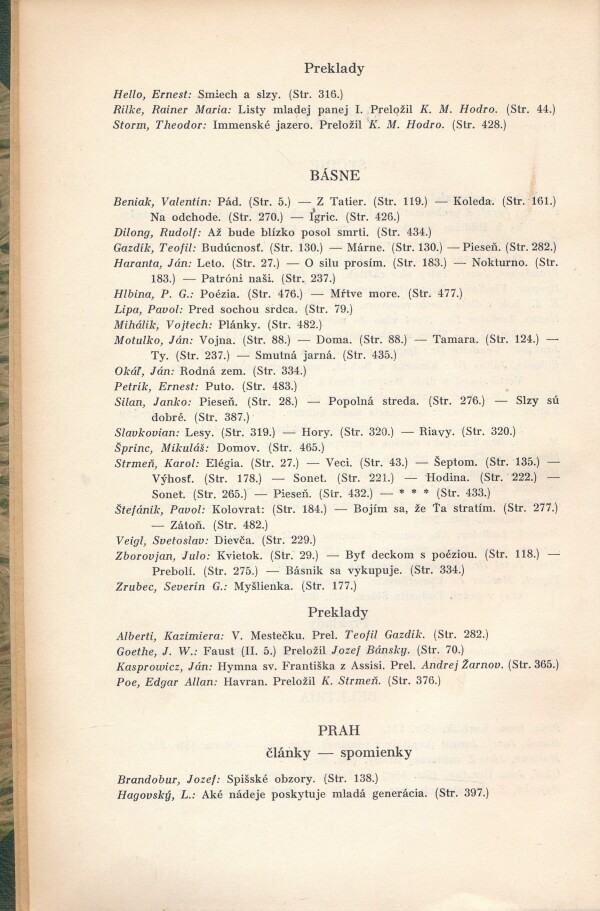 Preklady
Hello, Ernest: Smiech a slzy. (Str. 316.)
Rilke, Rainer Maria: Listy mladej panej I. Preložil K. M. Hodro. (Str. 44.)
Storm, Theodor: Immenské jazero. Preložil K. M. Hodro. (Str. 428.)
BÁSNE
Beniak, Valentín: Pád. (Str. 5.) — Z Tatier. (Str. 119.) — Koleda. (Str. 161.)
Na odchode. (Str. 270.) — Igric. (Str. 426.)
Dilong, Rudolf: Až bude blízko posol smrti. (Str. 434.)
Gazdík, Teofil: Budúcnosť. (Str. 130.) — Márne. (Str. 130.) — Pieseň. (Str. 282.)
Haranta, Ján: Leto. (Str. 27.) — O silu prosím. (Str. 183.) — Nokturno. (Str.
183.) — Patróni naši. (Str. 237.)
Hlbina, P. G.: Poézia. (Str. 476.) — Mŕtve more. (Str. 477.)
Lipa, Pavol: Pred sochou srdca. (Str. 79.)
Mihálik, Vojtech: Plánky. (Str. 482.)
Motulko, Ján: Vojna. (Str. 88.) — Doma. (Str. 88.) — Tamara. (Str. 124.) —
Ty. (Str. 237.) — Smutná jarná. (Str. 435.)
Okáľ, Ján: Rodná zem. (Str. 334.)
Petrík, Ernest: Puto. (Str. 483.)
Silan, Janko: Pieseň. (Str. 28.) — Popolná streda. (Str. 276.) — Slzy sú
dobré. (Str. 387.)
Slavkovian: Lesy. (Str. 319.) — Hory. (Str. 320.) — Riavy. (Str. 320.)
Šprinc, Mikuláš: Domov. (Str. 465.)
Strmeň, Karol: Elégia. (Str. 27.) — Veci. (Str. 43.) — Šeptom. (Str. 135.) —
Výhosť. (Str. 178.) — Sonet. (Str. 221.) — Hodina. (Str. 222.) —
Sonet. (Str. 265.) — Pieseň. (Str. 432.) — * * * (Str. 433.)
Štefánik, Pavol: Kolovrat: (Str. 184.) — Bojím sa, že Ťa stratím. (Str. 277.)
— Zátoň. (Str. 482.)
Veigl, Svetoslav: Dievča. (Str. 229.)
Zborovjan, Julo: Kvietok. (Str. 29.) — Byť deckom s poéziou. (Str. 118.) —
Prebolí. (Str. 275.) — Básnik sa vykupuje. (Str. 334.)
Zrubec, Severín G.: Myšlienka. (Str. 177.)
Preklady
Alberti, Kazimiera: V. Mestečku. Prel. Teofil Gazdík. (Str. 282.)
Goethe, J. W.: Faust (II. 5.) Preložil Jozef Bánsky. (Str. 70.)
Kasprowicz, Ján: Hymna sv. Františka z Assisi. Prel. Andrej Žarnov. (Str. 365.)
Poe, Edgar Allan: Havran. Preložil K. Strmeň. (Str. 376.)
PRAH
články — spomienky
Brandobur, Jozef: Spišské obzory. (Str. 138.)
Hagovský, L.: Aké nádeje poskytuje mladá generácia. (Str. 397.)